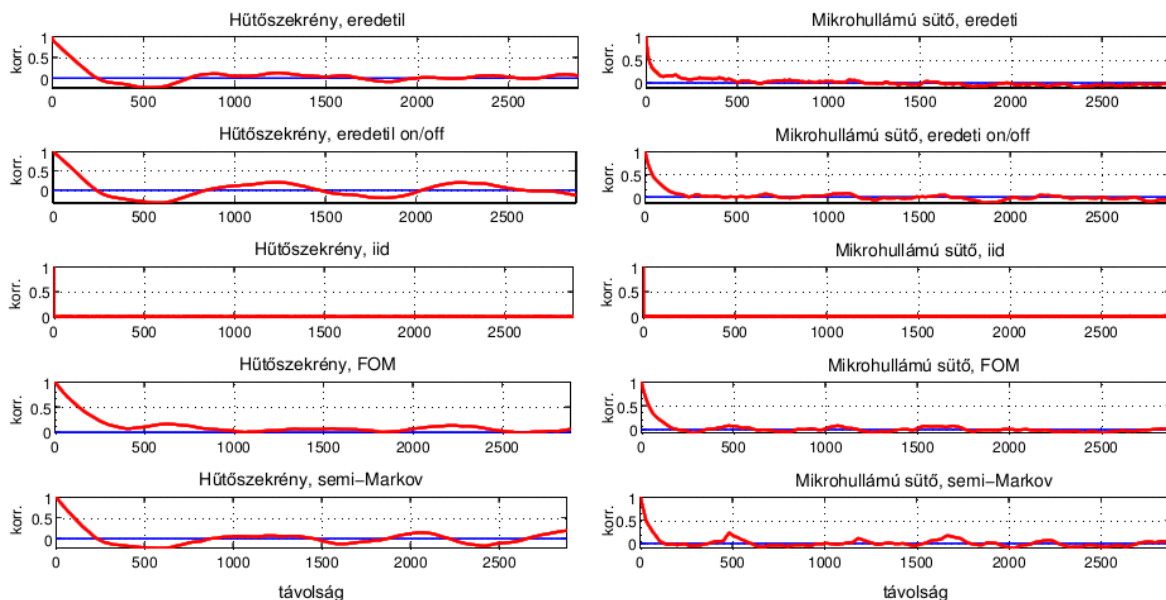 Hűtőszekrény, eredetil
korr.
1
0.5
0
0 500 1000 1500 2000 2500
Hűtőszekrény, eredetil on/off
korr.
1
0.5
0
0 500 1000 1500 2000 2500
Hűtőszekrény, iid
korr.
1
0.5
0
0 500 1000 1500 2000 2500
Hűtőszekrény, FOM
korr.
1
0.5
0
0 500 1000 1500 2000 2500
Hűtőszekrény, semi-Markov
korr.
1
0.5
0
0 500 1000 1500 2000 2500
távolság
Mikrohullámú sütő, eredeti
korr.
1
0.5
0
0 500 1000 1500 2000 2500
Mikrohullámú sütő, eredeti on/off
korr.
1
0.5
0
0 500 1000 1500 2000 2500
Mikrohullámú sütő, iid
korr.
1
0.5
0
0 500 1000 1500 2000 2500
Mikrohullámú sütő, FOM
korr.
1
0.5
0
0 500 1000 1500 2000 2500
Mikrohullámú sütő, semi-Markov
korr.
1
0.5
0
0 500 1000 1500 2000 2500
távolság